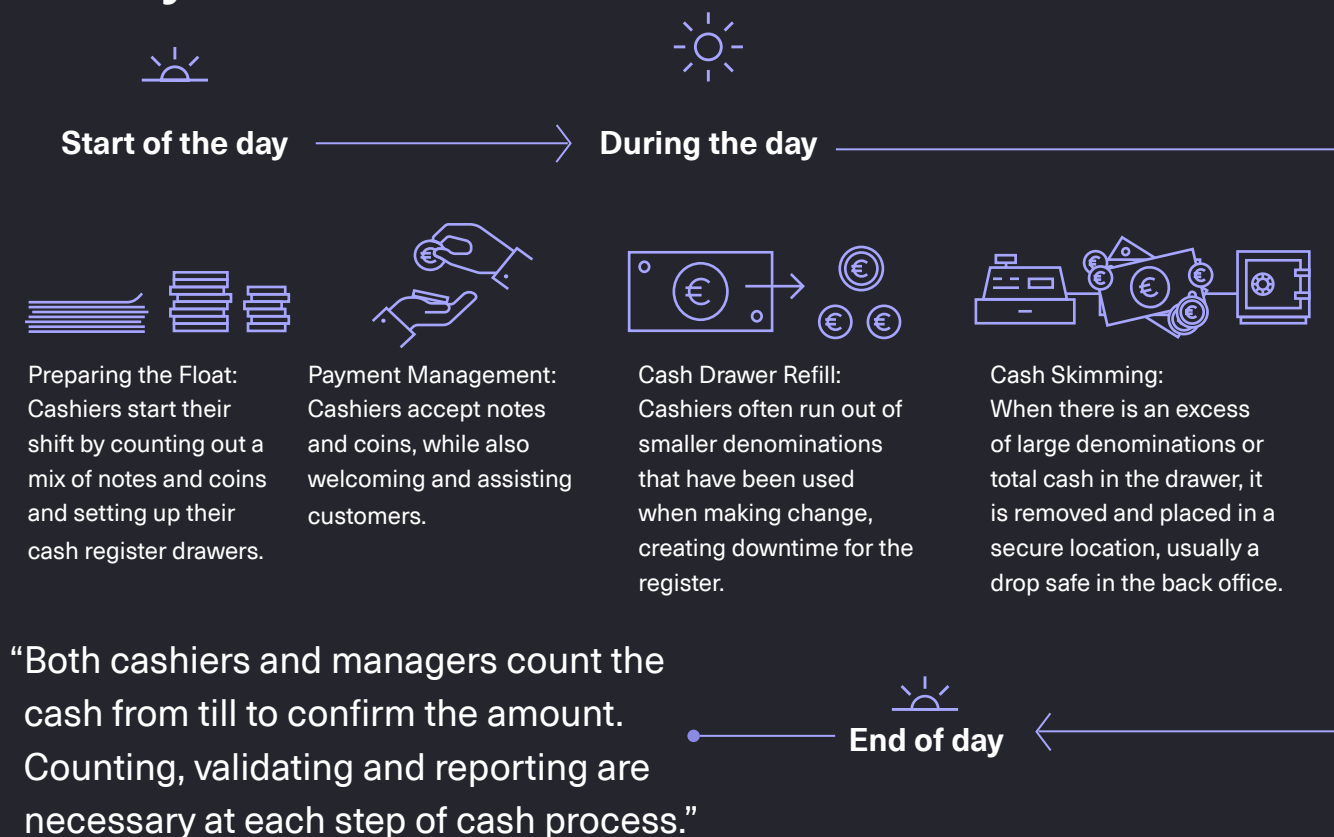 Start of the day
During the day
Preparing the Float:
Cashiers start their
shift by counting out a
mix of notes and coins
and setting up their
cash register drawers.
Payment Management:
Cashiers accept notes
and coins, while also
welcoming and assisting
customers.
Cash Drawer Refill:
Cashiers often run out of
smaller denominations
that have been used
when making change,
creating downtime for the
register.
Cash Skimming:
When there is an excess
of large denominations or
total cash in the drawer, it
is removed and placed in a
secure location, usually a
drop safe in the back office.
“Both cashiers and managers count the
cash from till to confirm the amount.
Counting, validating and reporting are
necessary at each step of cash process.”
End of day